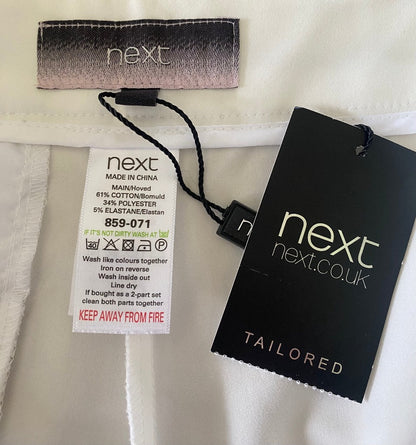 next
next
MADE IN CHINA
MAIN/Hoved
61% COTTON/Bomuld
34% POLYESTER
5% ELASTANE/Elastan
859-071
IF IT'S NOT DIRTY WASH AT
40
Wash like colours together
Iron on reverse
Wash inside out
Line dry
If bought as a 2-part set
clean both parts together
KEEP AWAY FROM FIRE
next
next.co.uk
TAILORED